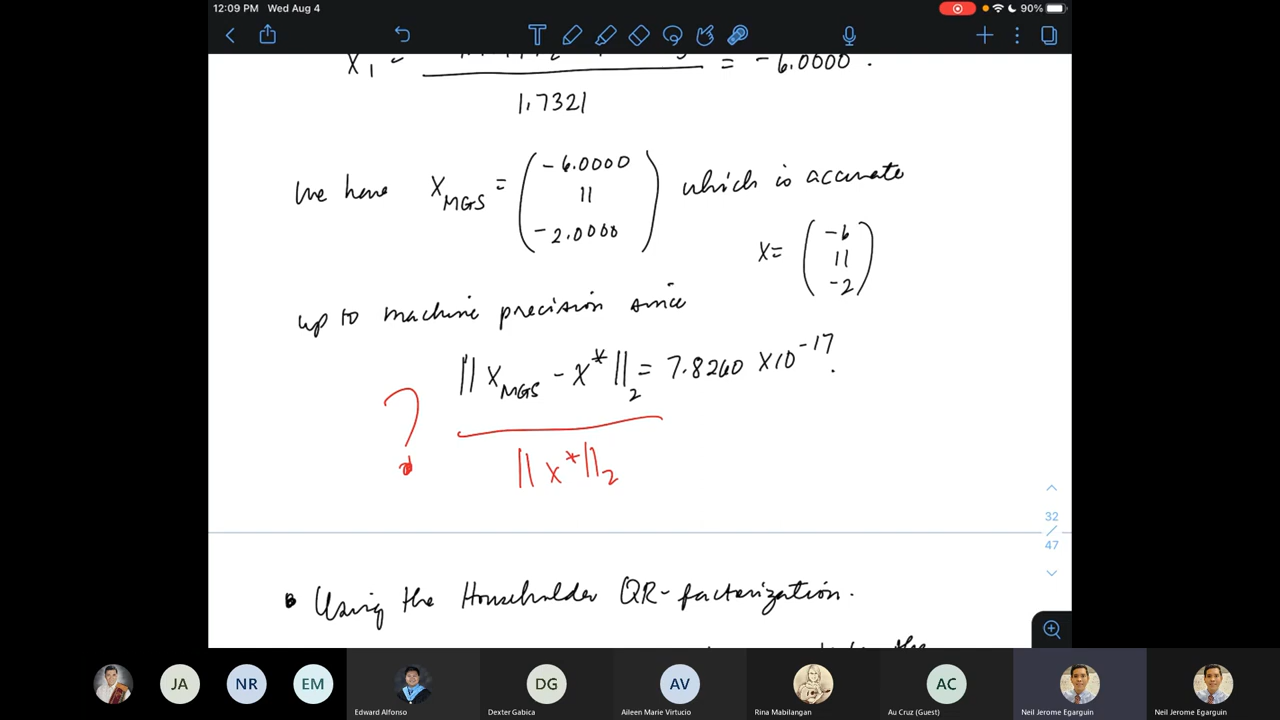 12:09 PM Wed Aug 4
90%
X1 = = -6.0000 .
1.7321
We have X_MGS = ( -6.0000 11 -2.0000 ) which is accurate
x = ( -6 11 -2 )
up to machine precision since
|| X_MGS - x* ||_2 = 7.8260 × 10^-17 .
? || x* ||_2
32
/
47
• Using the Householder QR-factorization.
the
JA
NR
EM
Edward Alfonso
DG
Dexter Gabica
AV
Aileen Marie Virtucio
Rina Mabilangan
AC
Au Cruz (Guest)
Neil Jerome Egarguin
Neil Jerome Egarguin